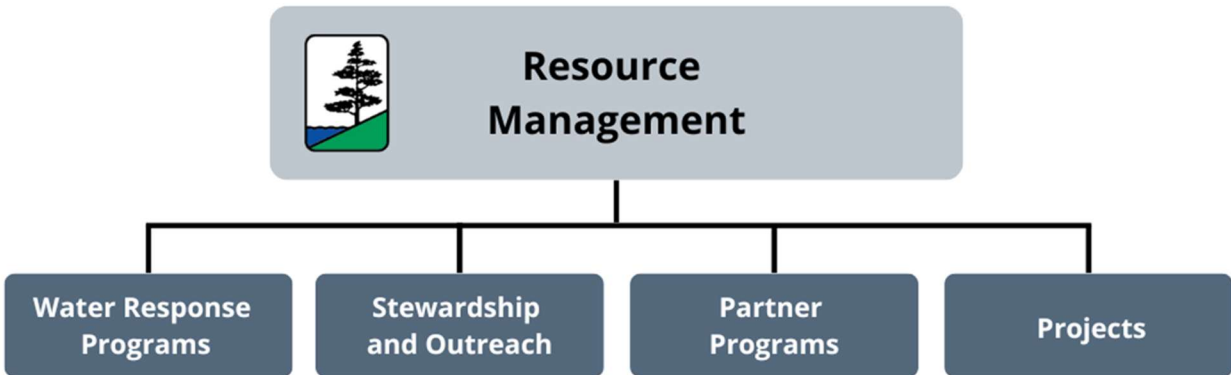 Resource
Management
Water Response
Programs
Stewardship
and Outreach
Partner
Programs
Projects